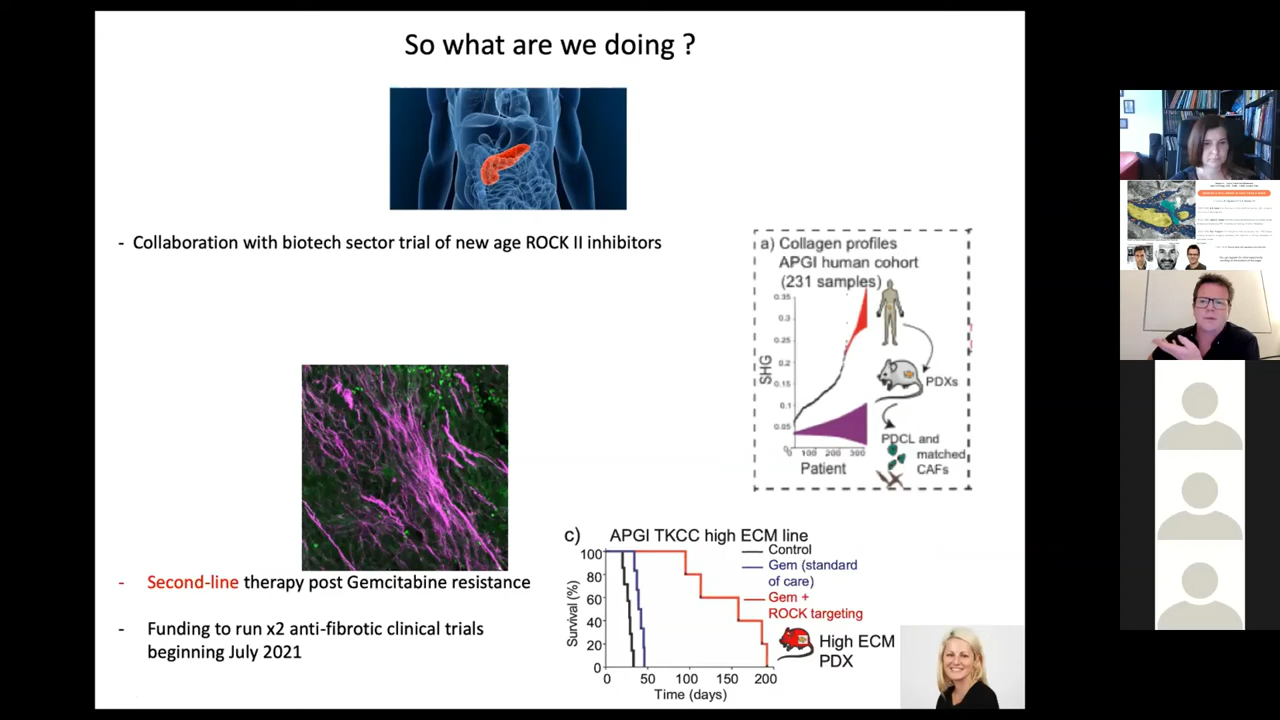 So what are we doing ?
- Collaboration with biotech sector trial of new age ROCK II inhibitors
a) Collagen profiles
APGI human cohort
(231 samples)
0.35
0.3
0.25
0.2
0.15
0.1
0.05
0
SHG
0 100 200 300
Patient
PDXs
PDCL and
matched
CAFs
- Second-line therapy post Gemcitabine resistance
- Funding to run x2 anti-fibrotic clinical trials
beginning July 2021
c) APGI TKCC high ECM line
100
80
60
40
20
0
Survival (%)
0 50 100 150 200
Time (days)
Control
Gem (standard
of care)
Gem +
ROCK targeting
High ECM
PDX